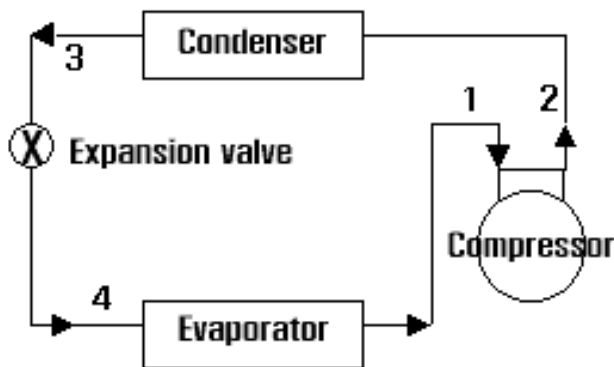 Condenser
3
1
2
Expansion valve
Compressor
4
Evaporator